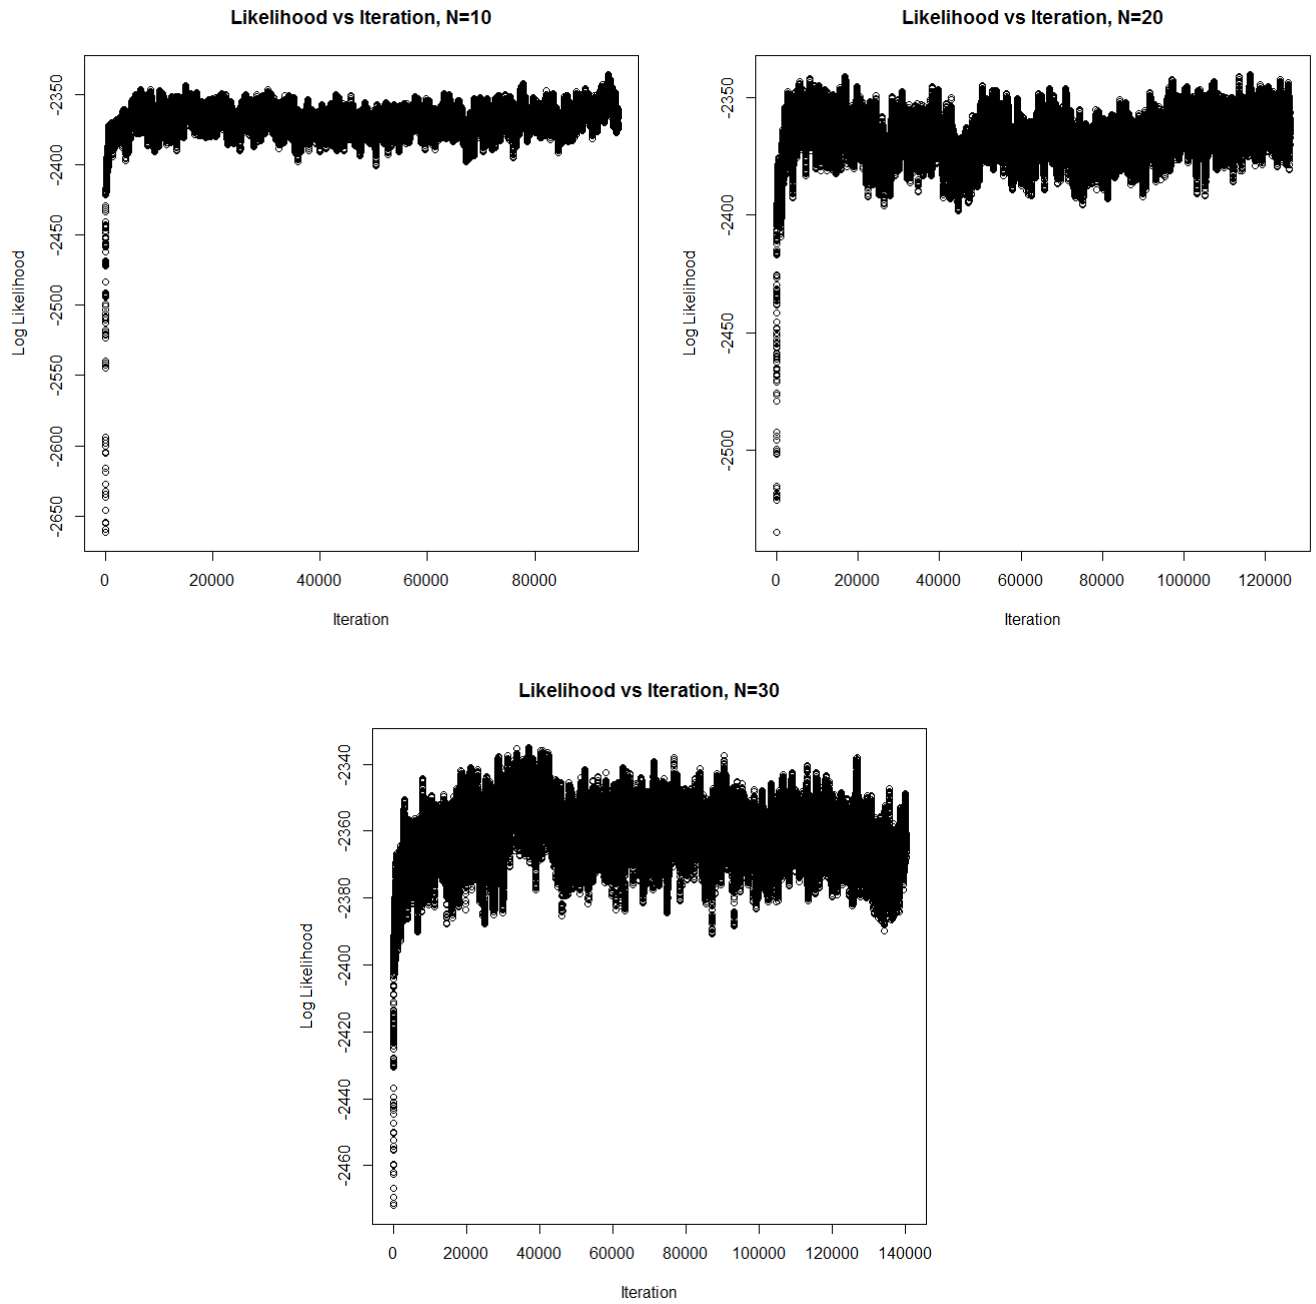 Likelihood vs Iteration, N=10
Log Likelihood
-2350
-2400
-2450
-2500
-2550
-2600
-2650
0 20000 40000 60000 80000
Iteration
Likelihood vs Iteration, N=20
Log Likelihood
-2350
-2400
-2450
-2500
0 20000 40000 60000 80000 100000 120000
Iteration
Likelihood vs Iteration, N=30
Log Likelihood
-2340
-2360
-2380
-2400
-2420
-2440
-2460
0 20000 40000 60000 80000 100000 120000 140000
Iteration